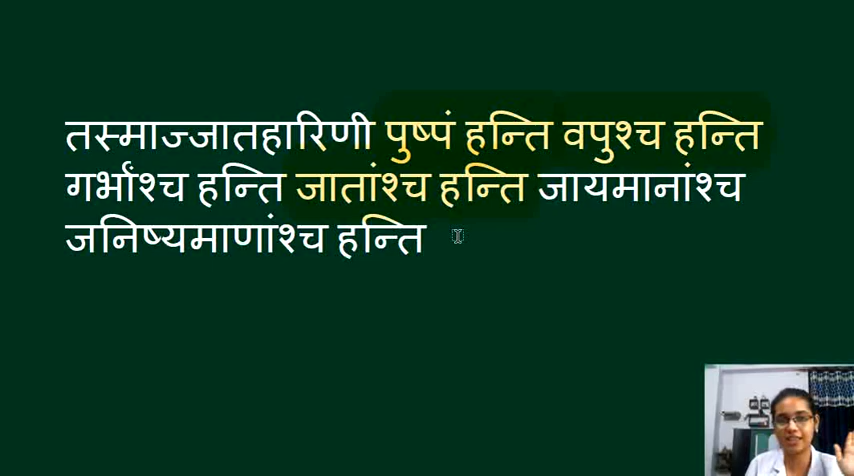 तस्माज्जातहारिणी पुष्पं हन्ति वपुश्च हन्ति
गर्भांश्च हन्ति जातांश्च हन्ति जायमानांश्च
जनिष्यमाणांश्च हन्ति